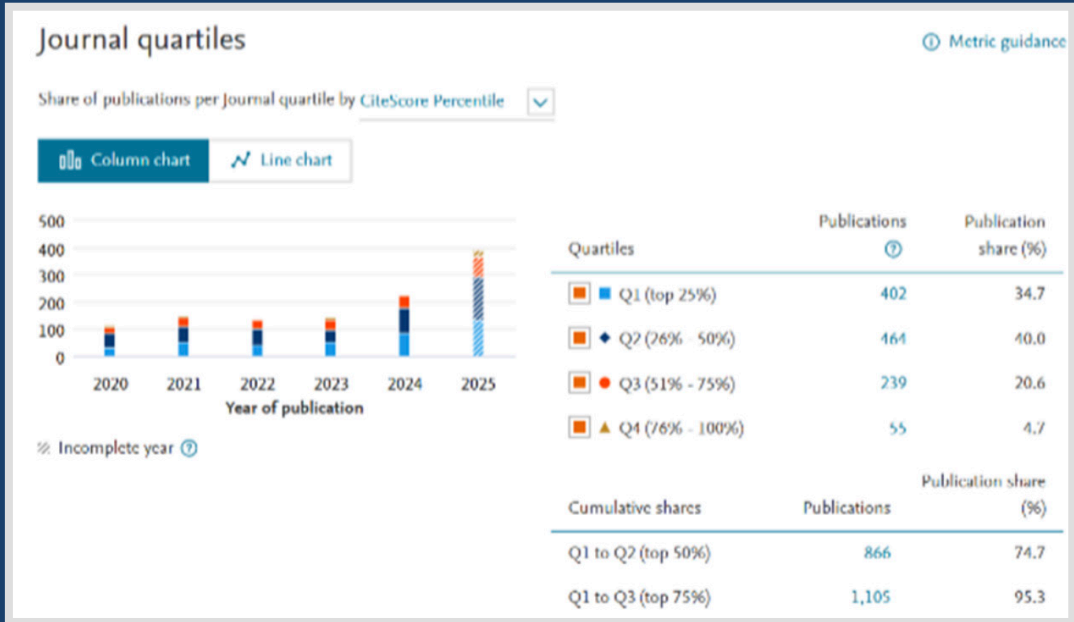 Journal quartiles
Metric guidance
Share of publications per Journal quartile by CiteScore Percentile
Column chart
Line chart
500
400
300
200
100
0
2020 2021 2022 2023 2024 2025
Year of publication
Incomplete year
Quartiles Publications Publication share (%)
Q1 (top 25%) 402 34.7
Q2 (26% - 50%) 464 40.0
Q3 (51% - 75%) 239 20.6
Q4 (76% - 100%) 55 4.7
Cumulative shares Publications Publication share (%)
Q1 to Q2 (top 50%) 866 74.7
Q1 to Q3 (top 75%) 1,105 95.3